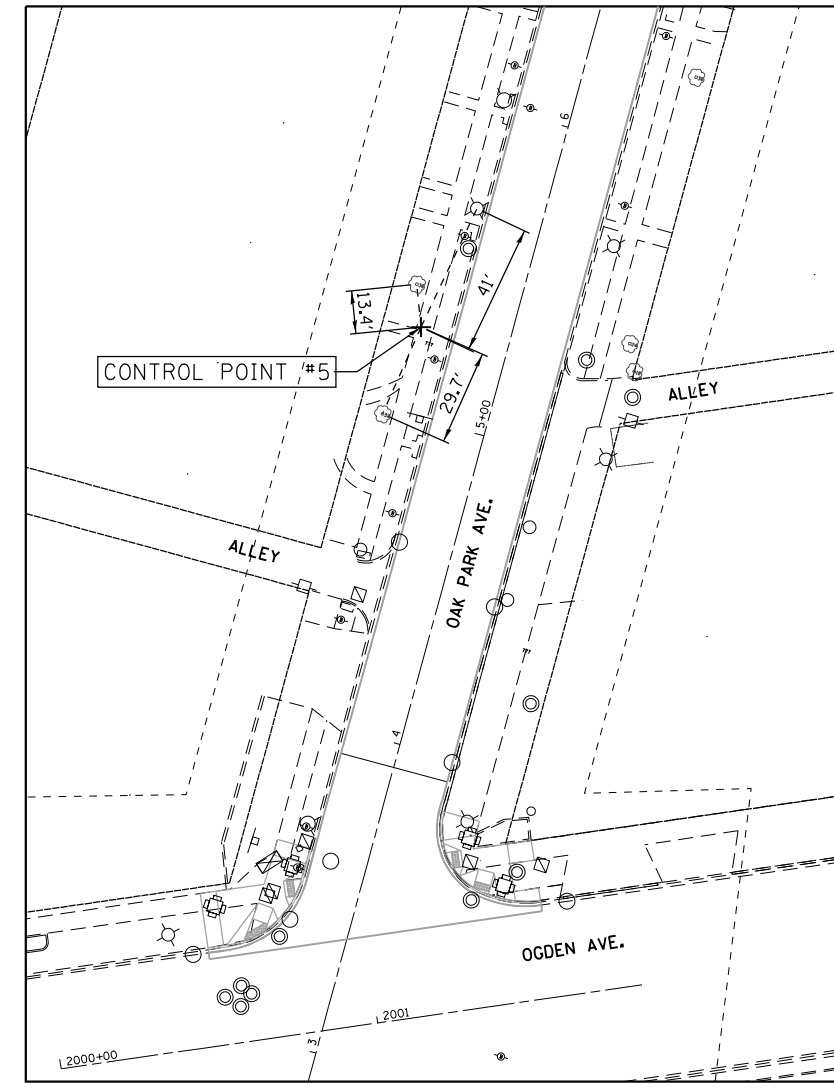 6
41'
13.4'
CONTROL POINT #5
29.7'
5+00
ALLEY
ALLEY
OAK PARK AVE.
4
OGDEN AVE.
2001
3
2000+00